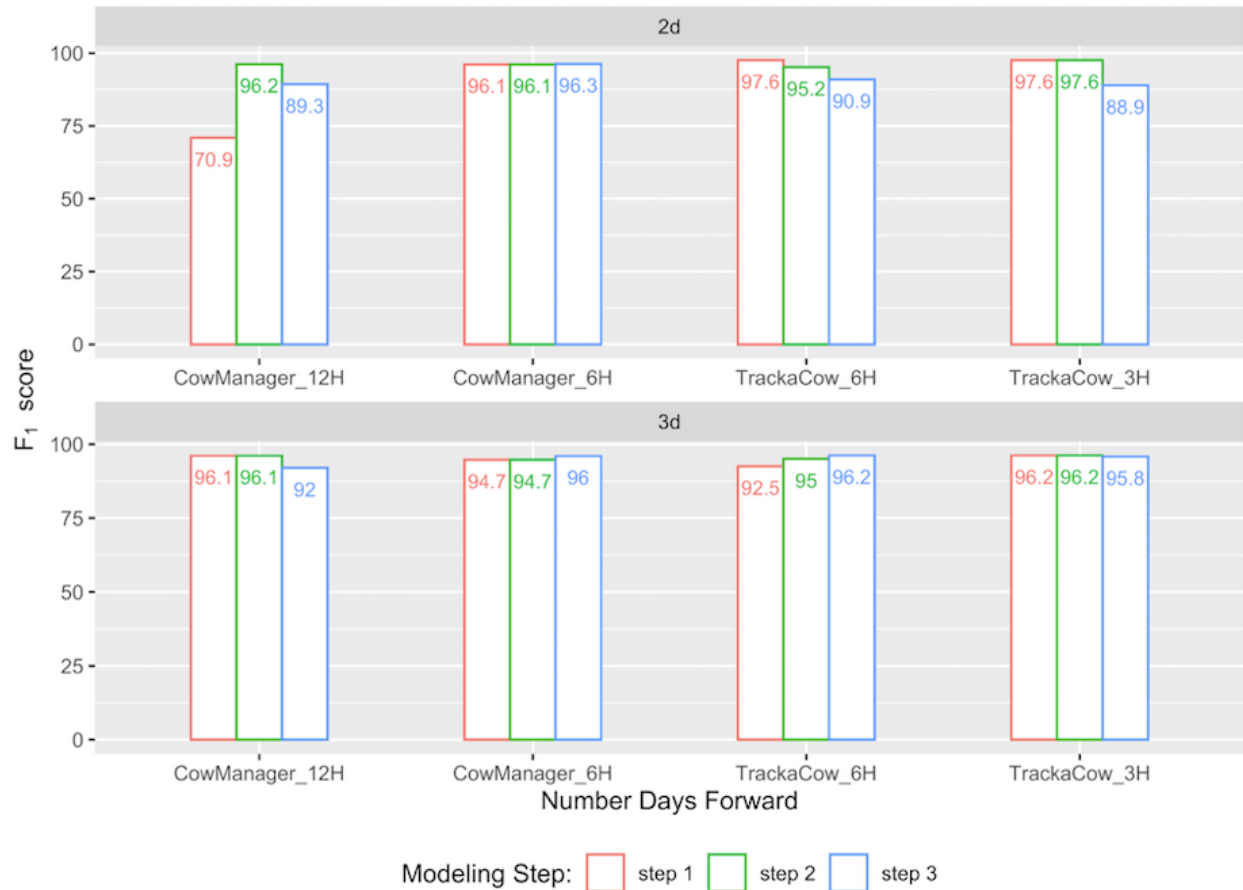 2d
100
75
50
25
0
70.9 96.2 89.3 96.1 96.1 96.3 97.6 95.2 90.9 97.6 97.6 88.9
CowManager_12H CowManager_6H TrackaCow_6H TrackaCow_3H
F₁ score
3d
100
75
50
25
0
96.1 96.1 92 94.7 94.7 96 92.5 95 96.2 96.2 96.2 95.8
CowManager_12H CowManager_6H TrackaCow_6H TrackaCow_3H
Number Days Forward
Modeling Step: step 1 step 2 step 3